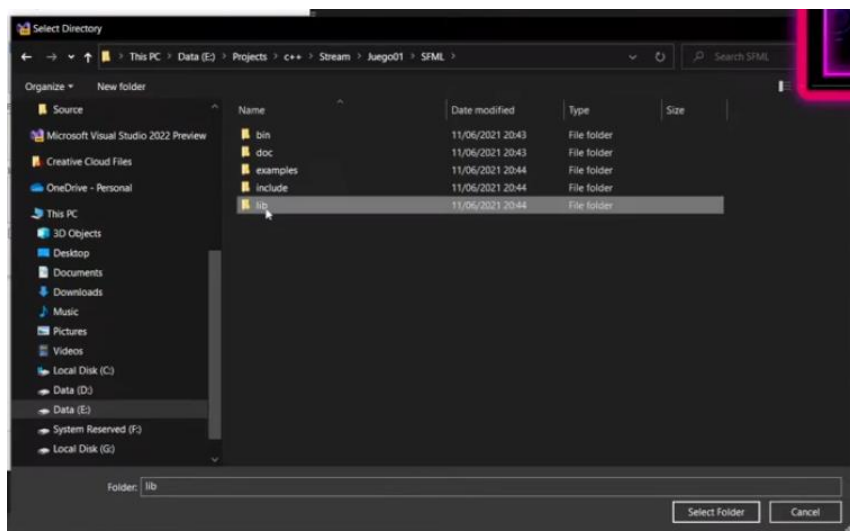 Select Directory
This PC > Data (E:) > Projects > c++ > Stream > Juego01 > SFML >
Search SFML
Organize
New folder
Name
Date modified
Type
Size
Source
Microsoft Visual Studio 2022 Preview
Creative Cloud Files
OneDrive - Personal
This PC
3D Objects
Desktop
Documents
Downloads
Music
Pictures
Videos
Local Disk (C:)
Data (D:)
Data (E:)
System Reserved (F:)
Local Disk (G:)
bin 11/06/2021 20:43 File folder
doc 11/06/2021 20:43 File folder
examples 11/06/2021 20:44 File folder
include 11/06/2021 20:44 File folder
lib 11/06/2021 20:44 File folder
Folder: lib
Select Folder
Cancel